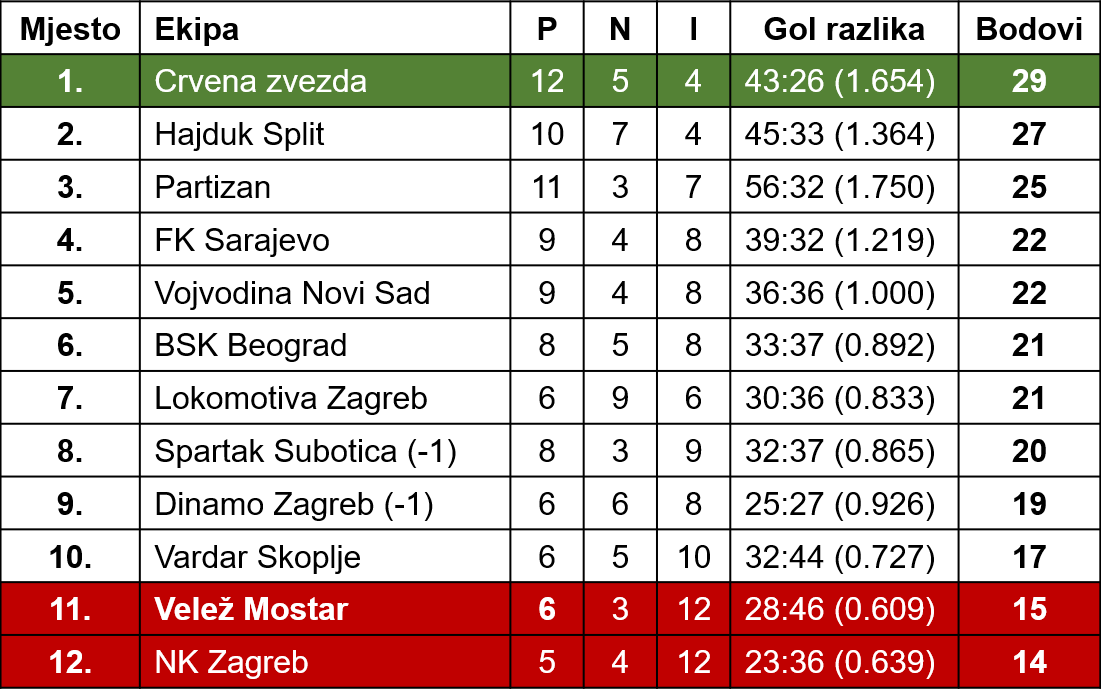 Mjesto Ekipa P N I Gol razlika Bodovi
1. Crvena zvezda 12 5 4 43:26 (1.654) 29
2. Hajduk Split 10 7 4 45:33 (1.364) 27
3. Partizan 11 3 7 56:32 (1.750) 25
4. FK Sarajevo 9 4 8 39:32 (1.219) 22
5. Vojvodina Novi Sad 9 4 8 36:36 (1.000) 22
6. BSK Beograd 8 5 8 33:37 (0.892) 21
7. Lokomotiva Zagreb 6 9 6 30:36 (0.833) 21
8. Spartak Subotica (-1) 8 3 9 32:37 (0.865) 20
9. Dinamo Zagreb (-1) 6 6 8 25:27 (0.926) 19
10. Vardar Skoplje 6 5 10 32:44 (0.727) 17
11. Velež Mostar 6 3 12 28:46 (0.609) 15
12. NK Zagreb 5 4 12 23:36 (0.639) 14